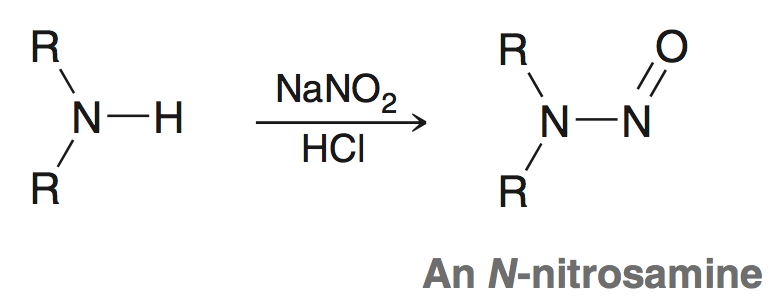 R
N—H
R
NaNO₂
HCl
R
O
N—N
R
An N-nitrosamine